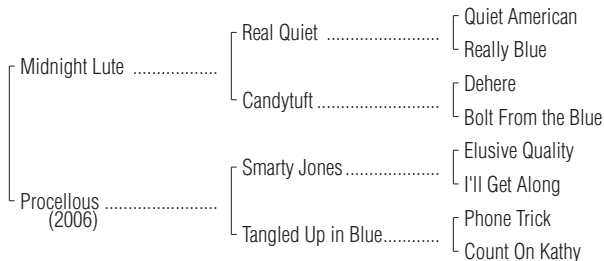 Quiet American
Real Quiet ........................
Really Blue
Midnight Lute ..................
Dehere
Candytuft ..........................
Bolt From the Blue
Elusive Quality
Smarty Jones ....................
I'll Get Along
Procellous ........................
(2006)
Phone Trick
Tangled Up in Blue............
Count On Kathy